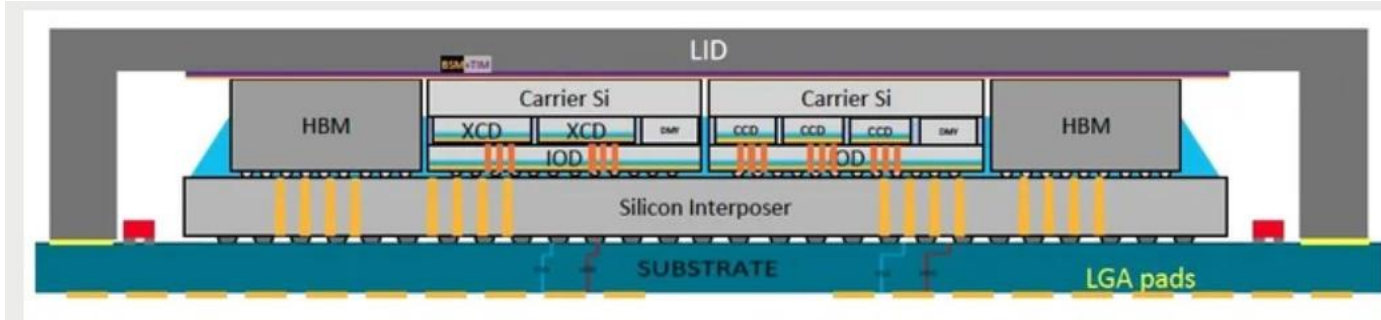 LID
BSM+TIM
HBM
Carrier Si
Carrier Si
HBM
XCD
XCD
DMY
CCD
CCD
CCD
DMY
IOD
OD
Silicon Interposer
SUBSTRATE
LGA pads